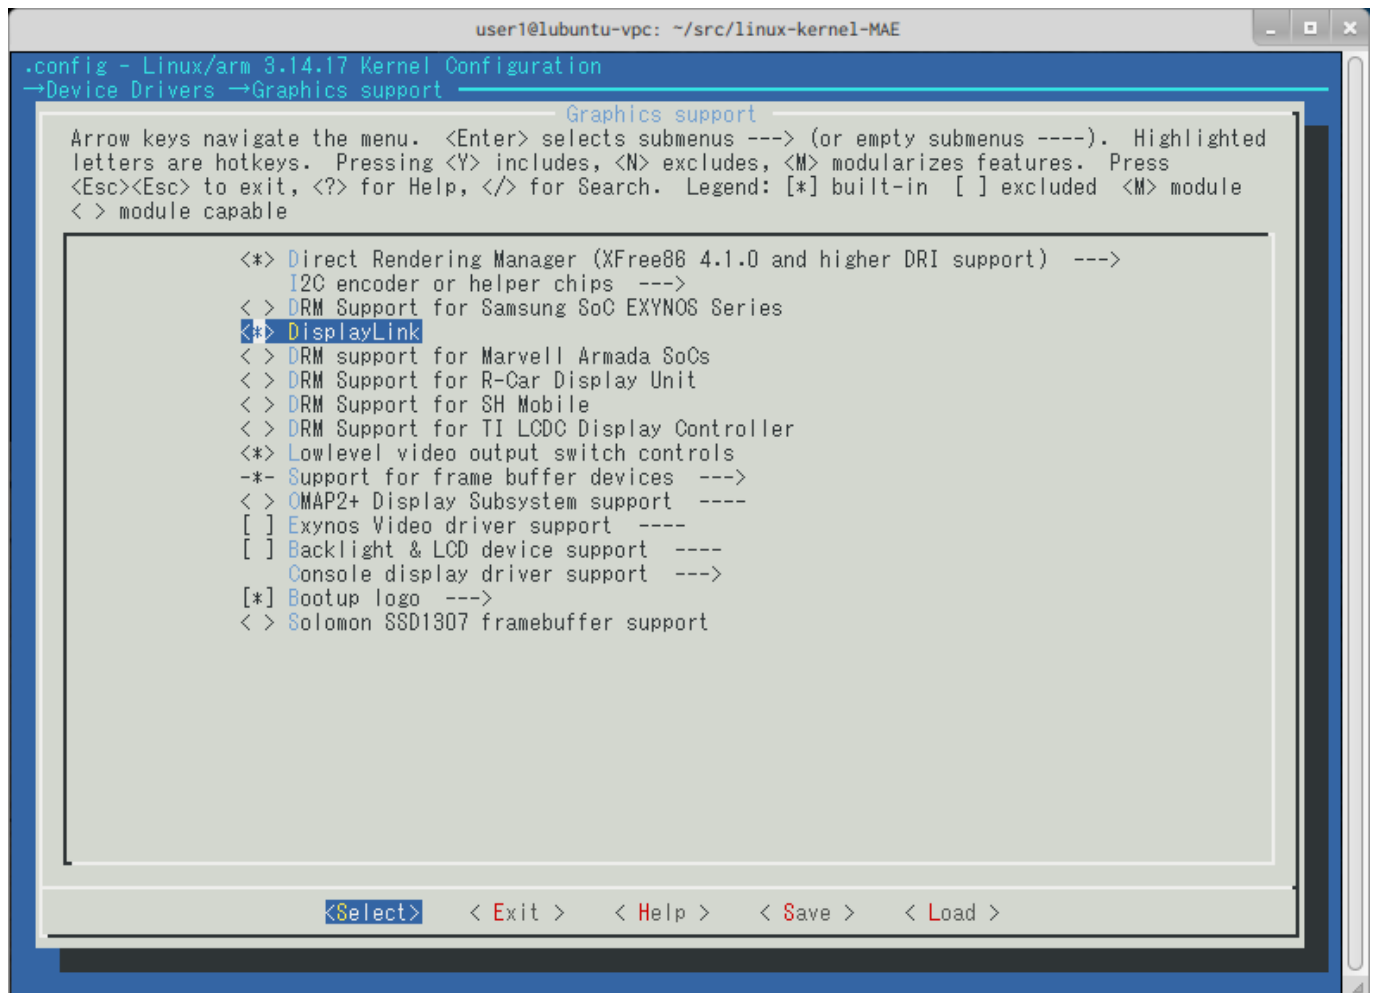 user1@lubuntu-vpc: ~/src/linux-kernel-MAE
.config - Linux/arm 3.14.17 Kernel Configuration
→Device Drivers →Graphics support
Graphics support
Arrow keys navigate the menu.  <Enter> selects submenus ---> (or empty submenus ----).  Highlighted
letters are hotkeys.  Pressing <Y> includes, <N> excludes, <M> modularizes features.  Press
<Esc><Esc> to exit, <?> for Help, </> for Search.  Legend: [*] built-in  [ ] excluded  <M> module
< > module capable
<*> Direct Rendering Manager (XFree86 4.1.0 and higher DRI support)  --->
I2C encoder or helper chips  --->
< > DRM Support for Samsung SoC EXYNOS Series
<*> DisplayLink
< > DRM support for Marvell Armada SoCs
< > DRM Support for R-Car Display Unit
< > DRM Support for SH Mobile
< > DRM Support for TI LCDC Display Controller
<*> Lowlevel video output switch controls
-*- Support for frame buffer devices  --->
< > OMAP2+ Display Subsystem support  ----
[ ] Exynos Video driver support  ----
[ ] Backlight & LCD device support  ----
Console display driver support  --->
[*] Bootup logo  --->
< > Solomon SSD1307 framebuffer support
<Select>    < Exit >    < Help >    < Save >    < Load >